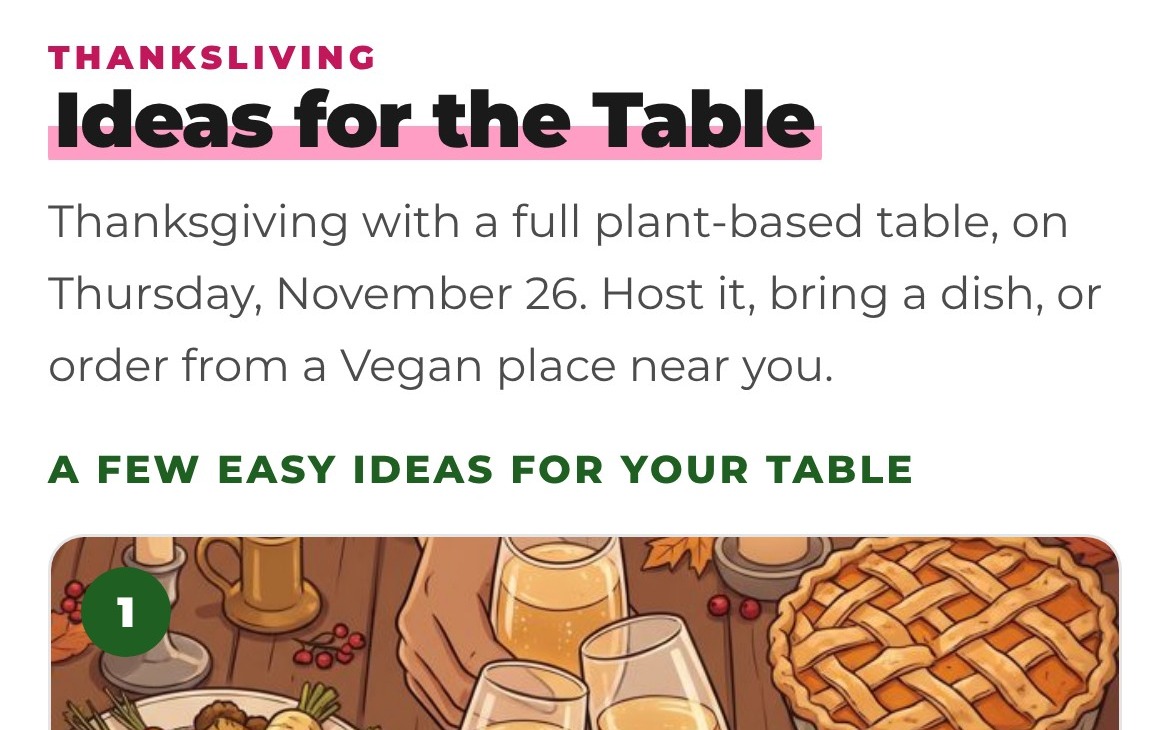 THANKSLIVING
Ideas for the Table
Thanksgiving with a full plant-based table, on
Thursday, November 26. Host it, bring a dish, or
order from a Vegan place near you.
A FEW EASY IDEAS FOR YOUR TABLE
1